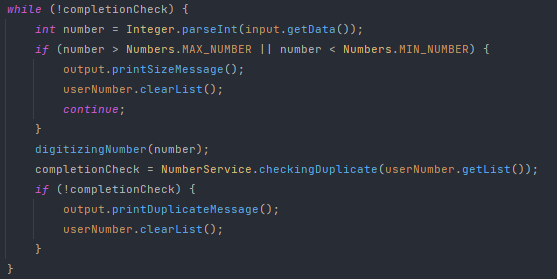 while (!completionCheck) {
    int number = Integer.parseInt(input.getData());
    if (number > Numbers.MAX_NUMBER || number < Numbers.MIN_NUMBER) {
        output.printSizeMessage();
        userNumber.clearList();
        continue;
    }
    digitizingNumber(number);
    completionCheck = NumberService.checkingDuplicate(userNumber.getList());
    if (!completionCheck) {
        output.printDuplicateMessage();
        userNumber.clearList();
    }
}